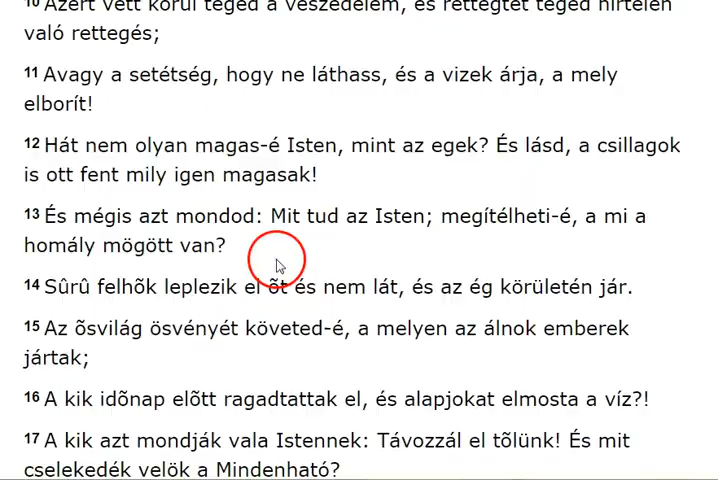 10 Azért vett körül téged a veszedelem, és rettegtet téged hirtelen
való rettegés;
11 Avagy a setétség, hogy ne láthass, és a vizek árja, a mely
elborít!
12 Hát nem olyan magas-é Isten, mint az egek? És lásd, a csillagok
is ott fent mily igen magasak!
13 És mégis azt mondod: Mit tud az Isten; megítélheti-é, a mi a
homály mögött van?
14 Sûrû felhõk leplezik el õt és nem lát, és az ég körületén jár.
15 Az õsvilág ösvényét követed-é, a melyen az álnok emberek
jártak;
16 A kik idõnap elõtt ragadtattak el, és alapjokat elmosta a víz?!
17 A kik azt mondják vala Istennek: Távozzál el tõlünk! És mit
cselekedék velök a Mindenható?